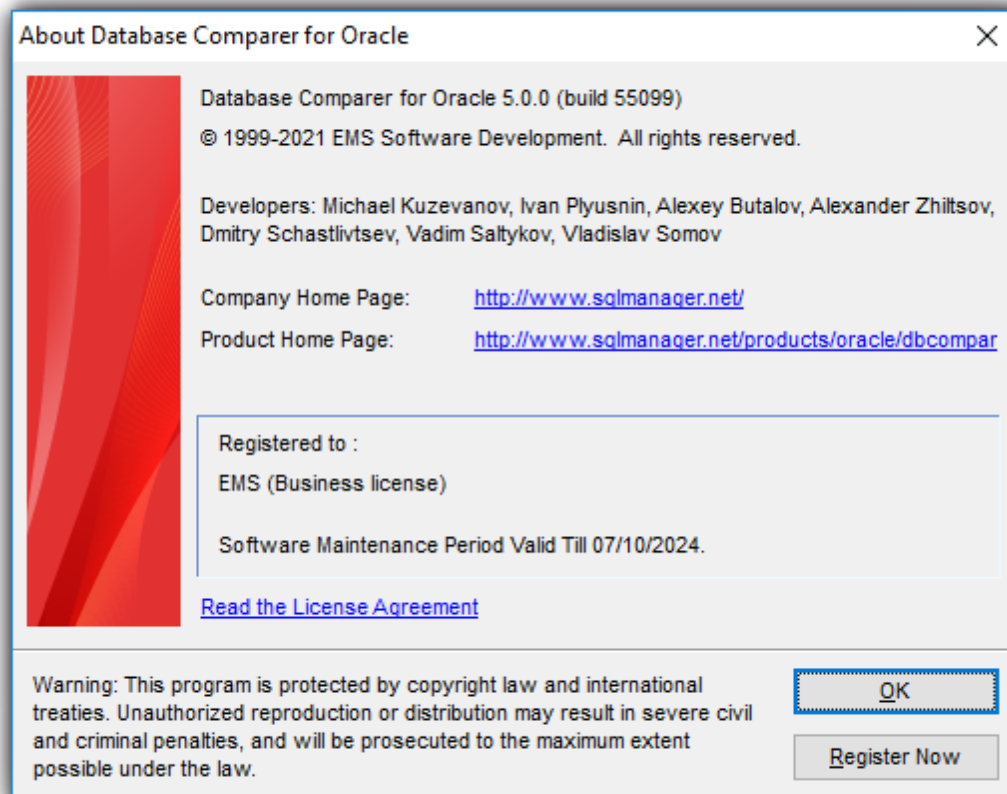 About Database Comparer for Oracle
Database Comparer for Oracle 5.0.0 (build 55099)
© 1999-2021 EMS Software Development. All rights reserved.
Developers: Michael Kuzevanov, Ivan Plyusnin, Alexey Butalov, Alexander Zhiltsov,
Dmitry Schastlivtsev, Vadim Saltykov, Vladislav Somov
Company Home Page: http://www.sqlmanager.net/
Product Home Page: http://www.sqlmanager.net/products/oracle/dbcompar
Registered to :
EMS (Business license)
Software Maintenance Period Valid Till 07/10/2024.
Read the License Agreement
Warning: This program is protected by copyright law and international
treaties. Unauthorized reproduction or distribution may result in severe civil
and criminal penalties, and will be prosecuted to the maximum extent
possible under the law.
OK
Register Now